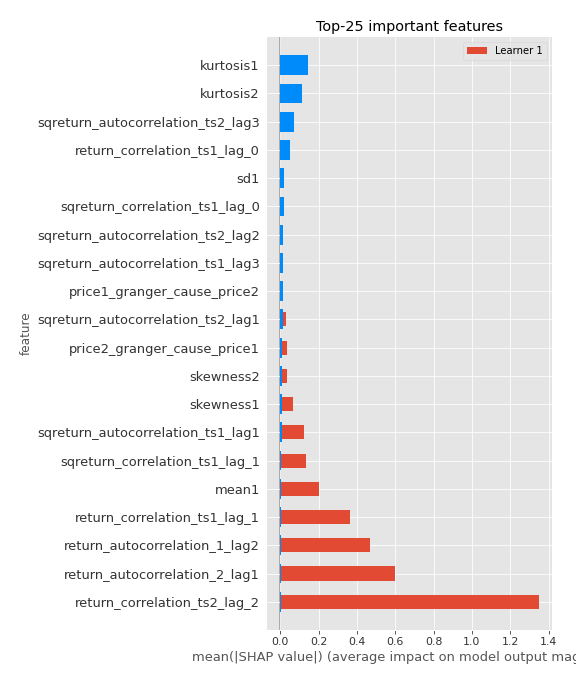 Top-25 important features
Learner 1
kurtosis1
kurtosis2
sqreturn_autocorrelation_ts2_lag3
return_correlation_ts1_lag_0
sd1
sqreturn_correlation_ts1_lag_0
sqreturn_autocorrelation_ts2_lag2
sqreturn_autocorrelation_ts1_lag3
price1_granger_cause_price2
sqreturn_autocorrelation_ts2_lag1
price2_granger_cause_price1
skewness2
skewness1
sqreturn_autocorrelation_ts1_lag1
sqreturn_correlation_ts1_lag_1
mean1
return_correlation_ts1_lag_1
return_autocorrelation_1_lag2
return_autocorrelation_2_lag1
return_correlation_ts2_lag_2
feature
0.0 0.2 0.4 0.6 0.8 1.0 1.2 1.4
mean(|SHAP value|) (average impact on model output mag